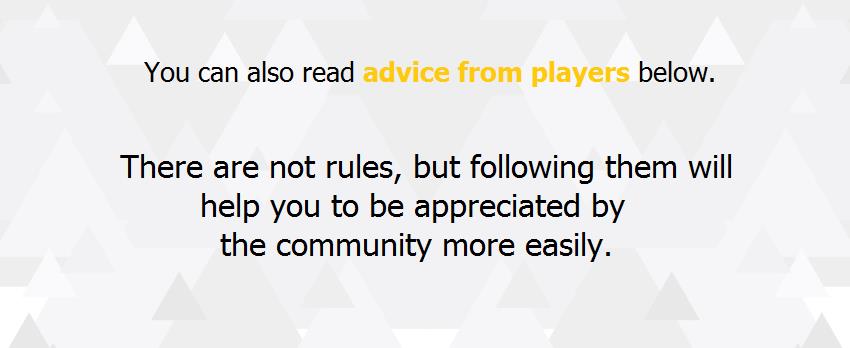 You can also read advice from players below.
There are not rules, but following them will
help you to be appreciated by
the community more easily.